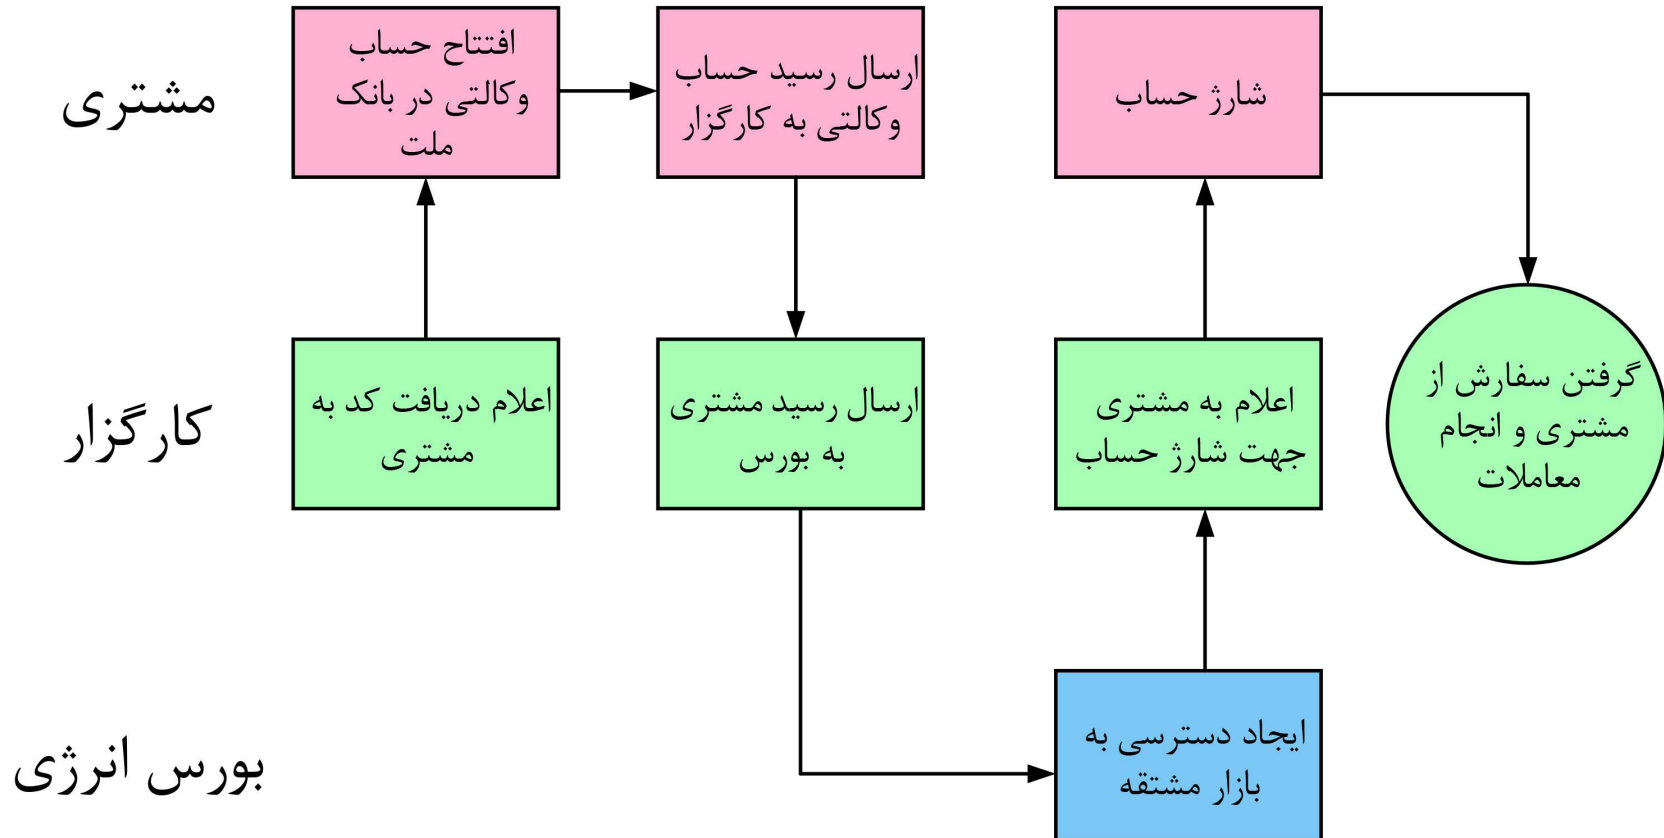 مشتری
افتتاح حساب
وکالتی در بانک
ملت
ارسال رسید حساب
وکالتی به کارگزار
شارژ حساب
کارگزار
اعلام دریافت کد به
مشتری
ارسال رسید مشتری
به بورس
اعلام به مشتری
جهت شارژ حساب
گرفتن سفارش از
مشتری و انجام
معاملات
بورس انرژی
ایجاد دسترسی به
بازار مشتقه